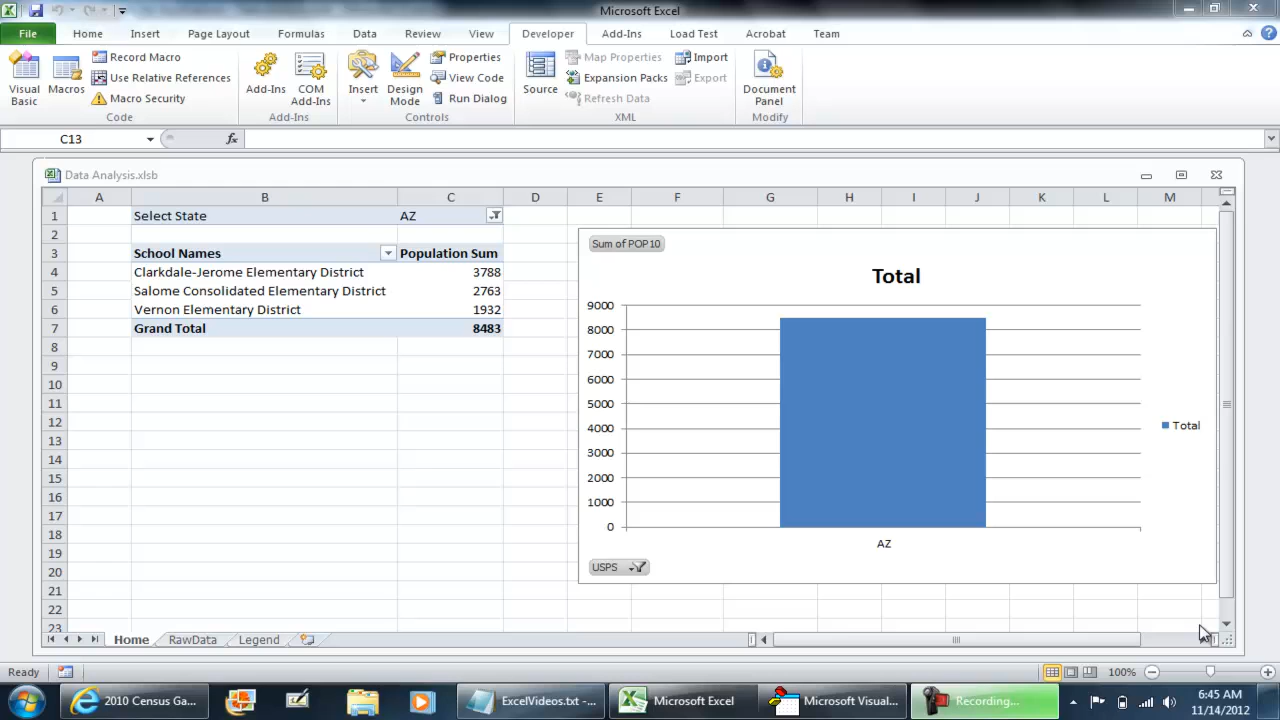 Microsoft Excel
File Home Insert Page Layout Formulas Data Review View Developer Add-Ins Load Test Acrobat Team
Visual Basic
Macros
Record Macro
Use Relative References
Macro Security
Code
Add-Ins
COM Add-Ins
Add-Ins
Insert
Design Mode
Properties
View Code
Run Dialog
Controls
Source
Map Properties
Expansion Packs
Refresh Data
Import
Export
XML
Document Panel
Modify
C13
fx
Data Analysis.xlsb
A B C D E F G H I J K L M
1 Select State AZ
2
3 School Names Population Sum
4 Clarkdale-Jerome Elementary District 3788
5 Salome Consolidated Elementary District 2763
6 Vernon Elementary District 1932
7 Grand Total 8483
8
9
10
11
12
13
14
15
16
17
18
19
20
21
22
23
Sum of POP10
Total
9000
8000
7000
6000
5000
4000
3000
2000
1000
0
AZ
Total
USPS
Home RawData Legend
Ready 100%
2010 Census Ga...
ExcelVideos.txt -...
Microsoft Excel
Microsoft Visual...
Recording...
6:45 AM
11/14/2012